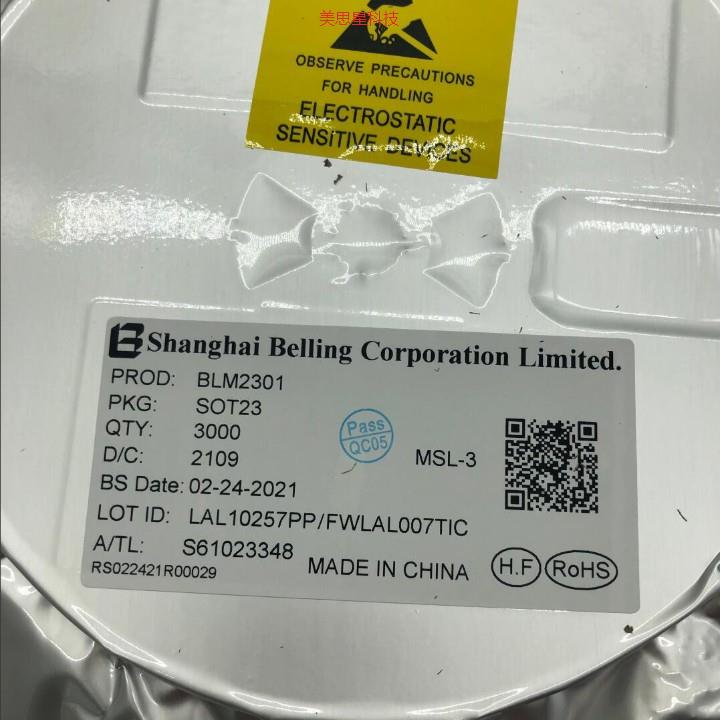 美思星科技
OBSERVE PRECAUTIONS
FOR HANDLING
ELECTROSTATIC
SENSITIVE DEVICES
Shanghai Belling Corporation Limited.
PROD: BLM2301
PKG: SOT23
QTY: 3000
Pass
QC05
D/C: 2109
MSL-3
BS Date: 02-24-2021
LOT ID: LAL10257PP/FWLAL007TIC
A/TL: S61023348
RS022421R00029
MADE IN CHINA
H.F
RoHS